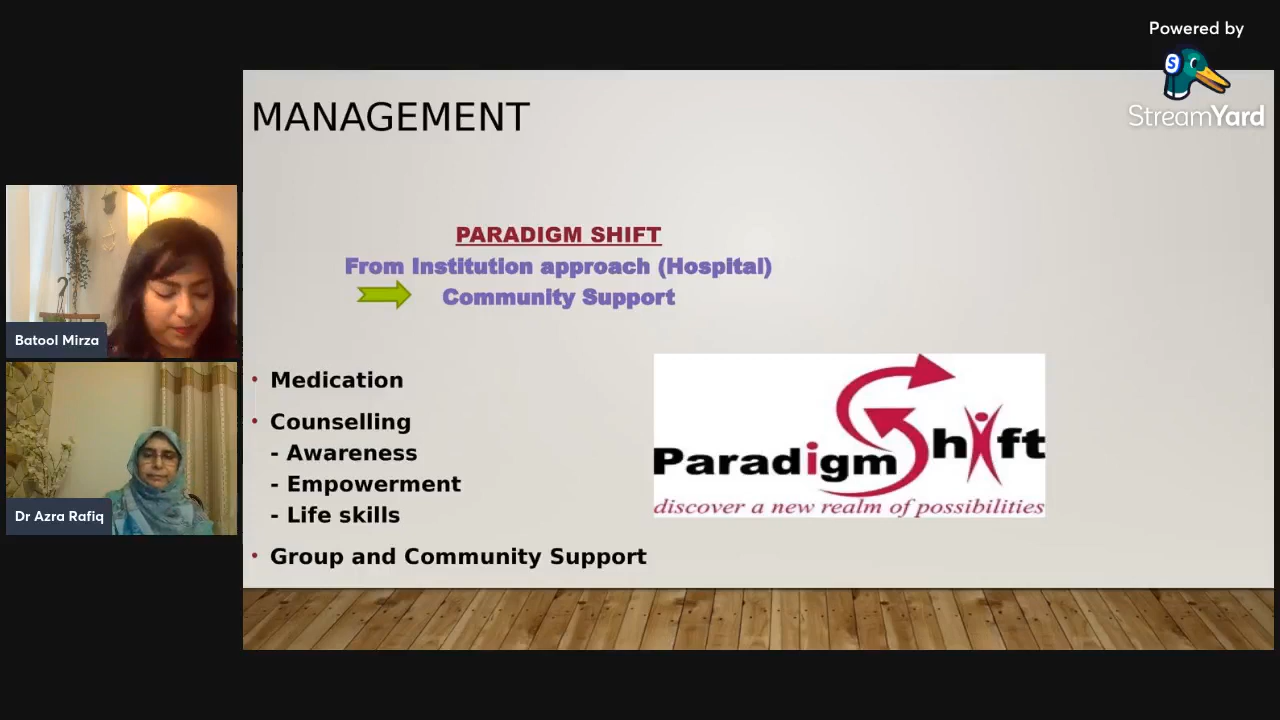 Powered by
StreamYard
MANAGEMENT
PARADIGM SHIFT
From Institution approach (Hospital)
Community Support
• Medication
• Counselling
- Awareness
- Empowerment
- Life skills
• Group and Community Support
Paradigm Shift
discover a new realm of possibilities
Batool Mirza
Dr Azra Rafiq